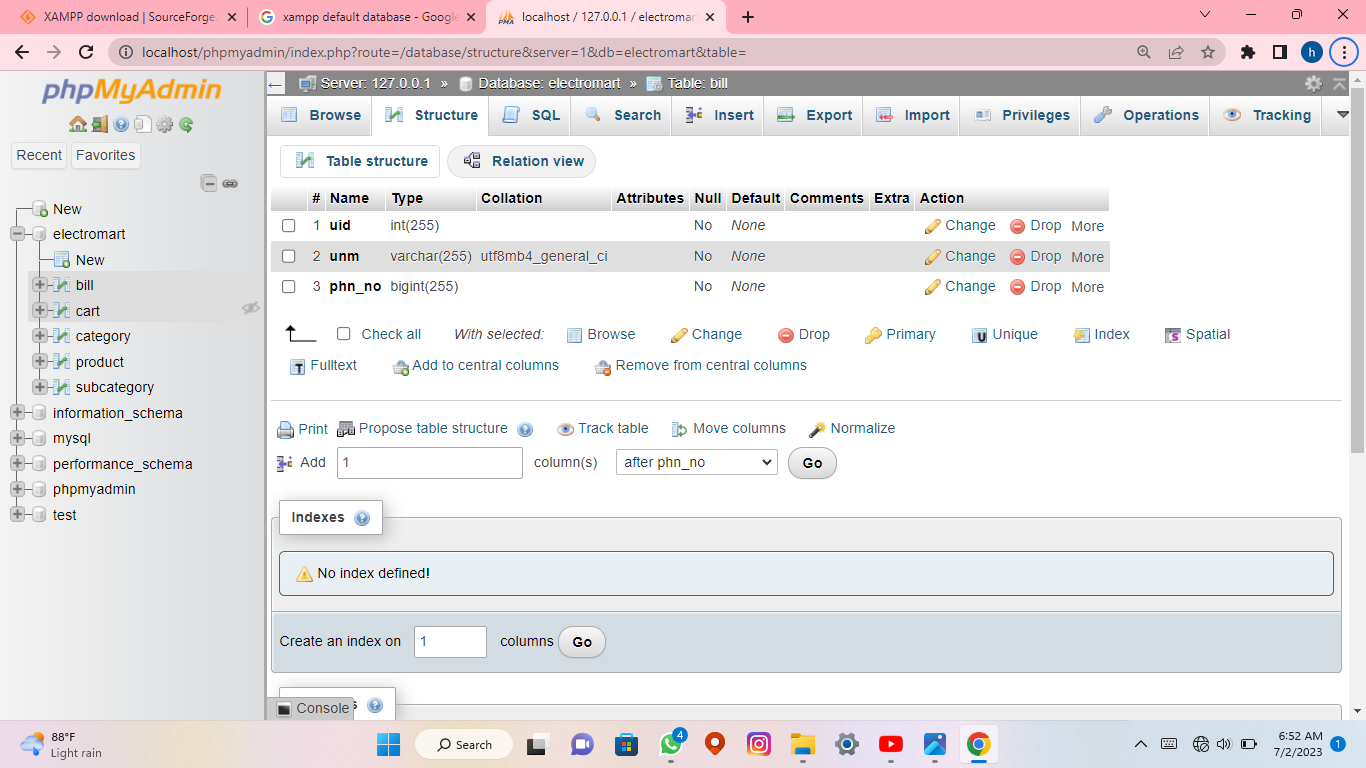 XAMPP download | SourceForge.
xampp default database - Google
localhost / 127.0.0.1 / electromar
localhost/phpmyadmin/index.php?route=/database/structure&server=1&db=electromart&table=
h
phpMyAdmin
Recent Favorites
New
electromart
New
bill
cart
category
product
subcategory
information_schema
mysql
performance_schema
phpmyadmin
test
Server: 127.0.0.1 » Database: electromart » Table: bill
Browse Structure SQL Search Insert Export Import Privileges Operations Tracking
Table structure Relation view
# Name Type Collation Attributes Null Default Comments Extra Action
1 uid int(255) No None Change Drop More
2 unm varchar(255) utf8mb4_general_ci No None Change Drop More
3 phn_no bigint(255) No None Change Drop More
Check all With selected: Browse Change Drop Primary Unique Index Spatial
Fulltext Add to central columns Remove from central columns
Print Propose table structure Track table Move columns Normalize
Add 1 column(s) after phn_no Go
Indexes
No index defined!
Create an index on 1 columns Go
Console s
88°F
Light rain
Search
4
6:52 AM
7/2/2023
1